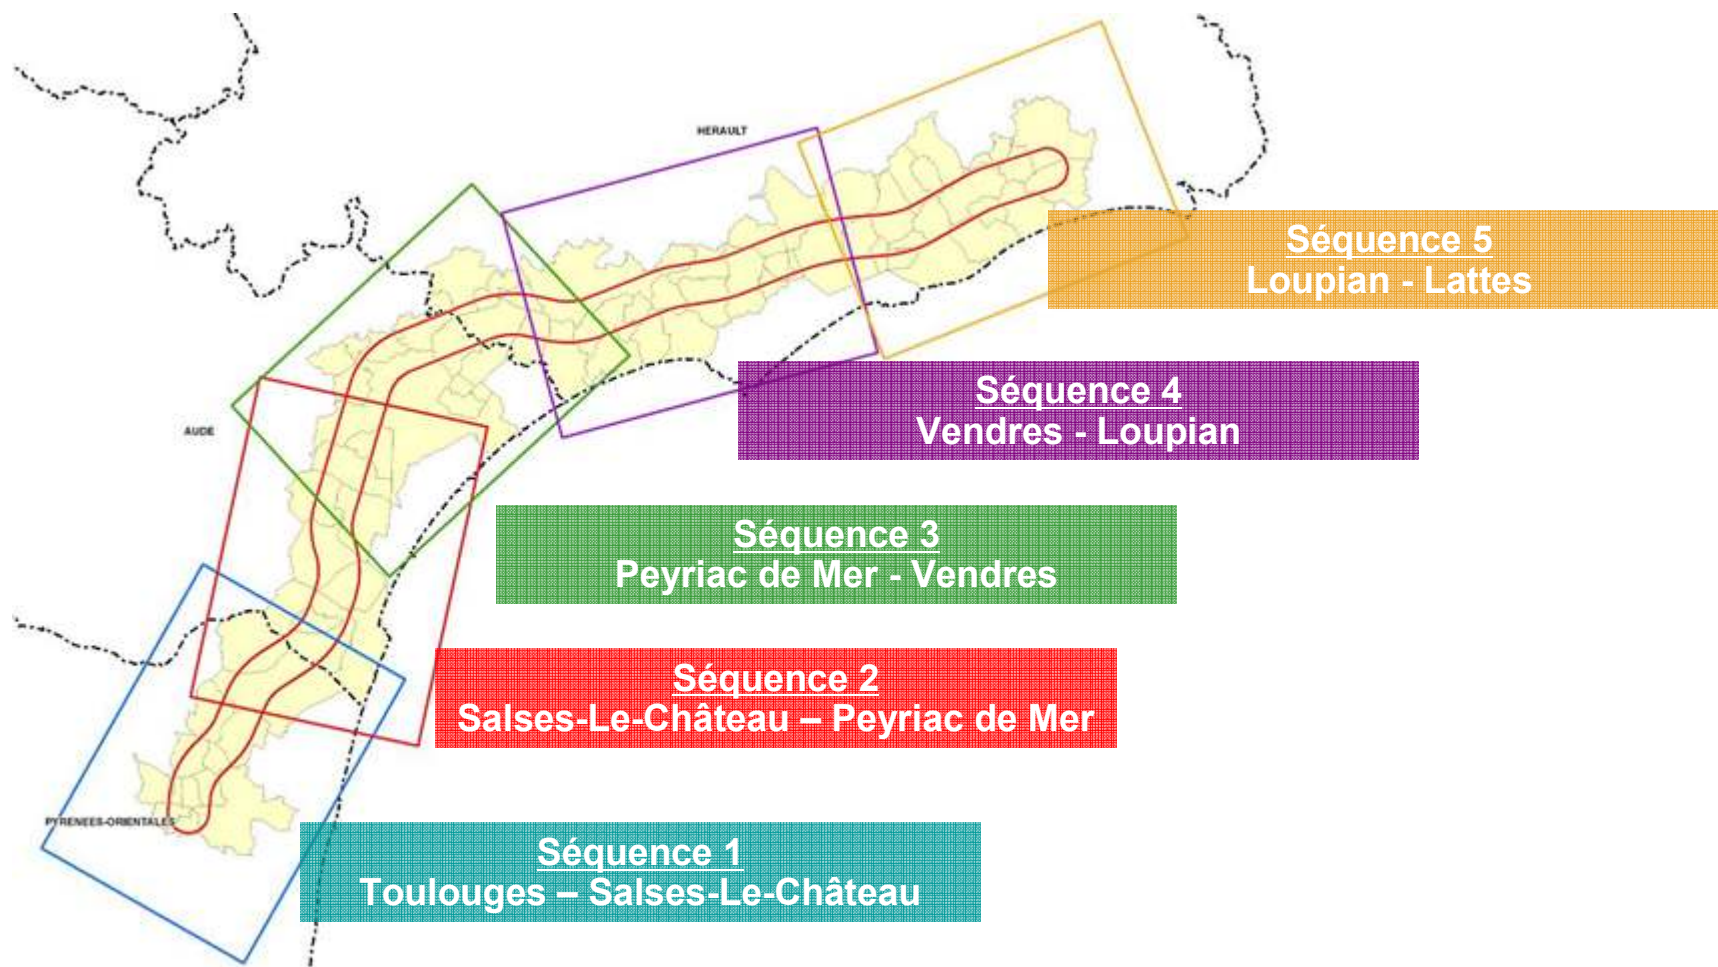 HERAULT
Séquence 5
Loupian - Lattes
Séquence 4
Vendres - Loupian
AUDE
Séquence 3
Peyriac de Mer - Vendres
Séquence 2
Salses-Le-Château – Peyriac de Mer
PYRENEES-ORIENTALES
Séquence 1
Toulouges – Salses-Le-Château